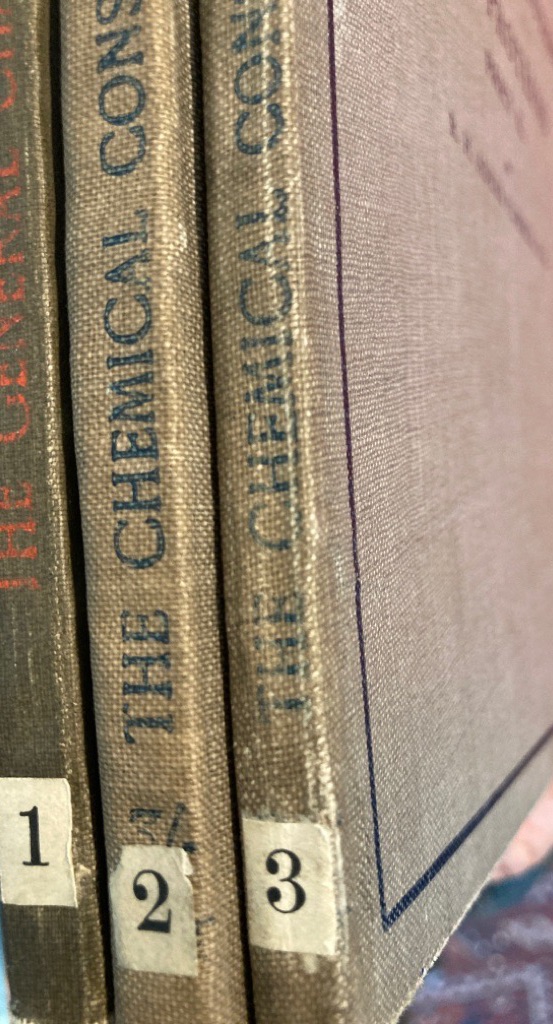 THE GENERAL
1
THE CHEMICAL CONS
2
THE CHEMICAL CON
3